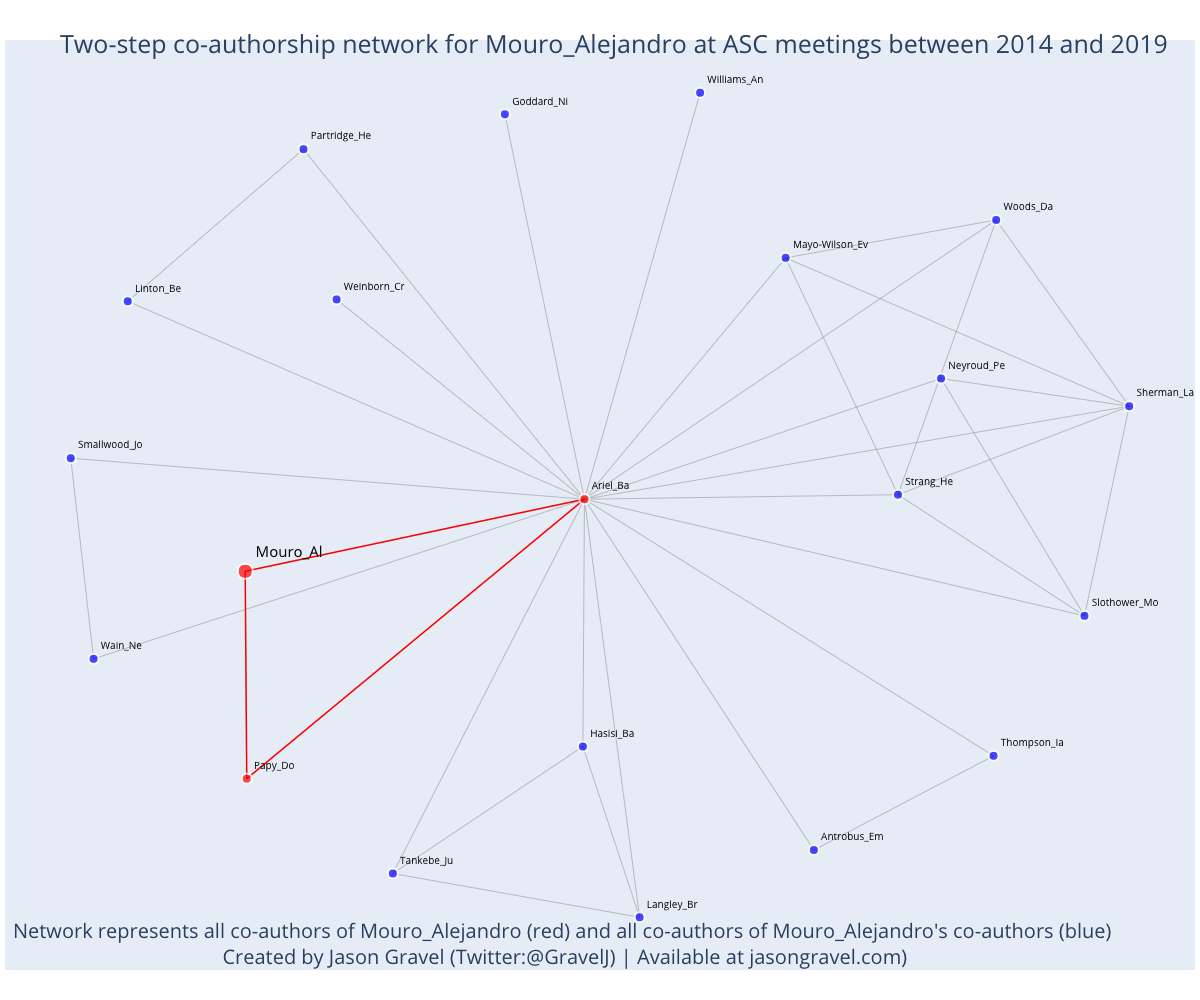 Two-step co-authorship network for Mouro_Alejandro at ASC meetings between 2014 and 2019
Williams_An
Goddard_Ni
Partridge_He
Woods_Da
Mayo-Wilson_Ev
Weinborn_Cr
Linton_Be
Neyroud_Pe
Sherman_La
Smallwood_Jo
Strang_He
Ariel_Ba
Mouro_Al
Slothower_Mo
Wain_Ne
Hasisi_Ba
Thompson_Ia
Papy_Do
Antrobus_Em
Tankebe_Ju
Langley_Br
Network represents all co-authors of Mouro_Alejandro (red) and all co-authors of Mouro_Alejandro's co-authors (blue)
Created by Jason Gravel (Twitter:@GravelJ) | Available at jasongravel.com)